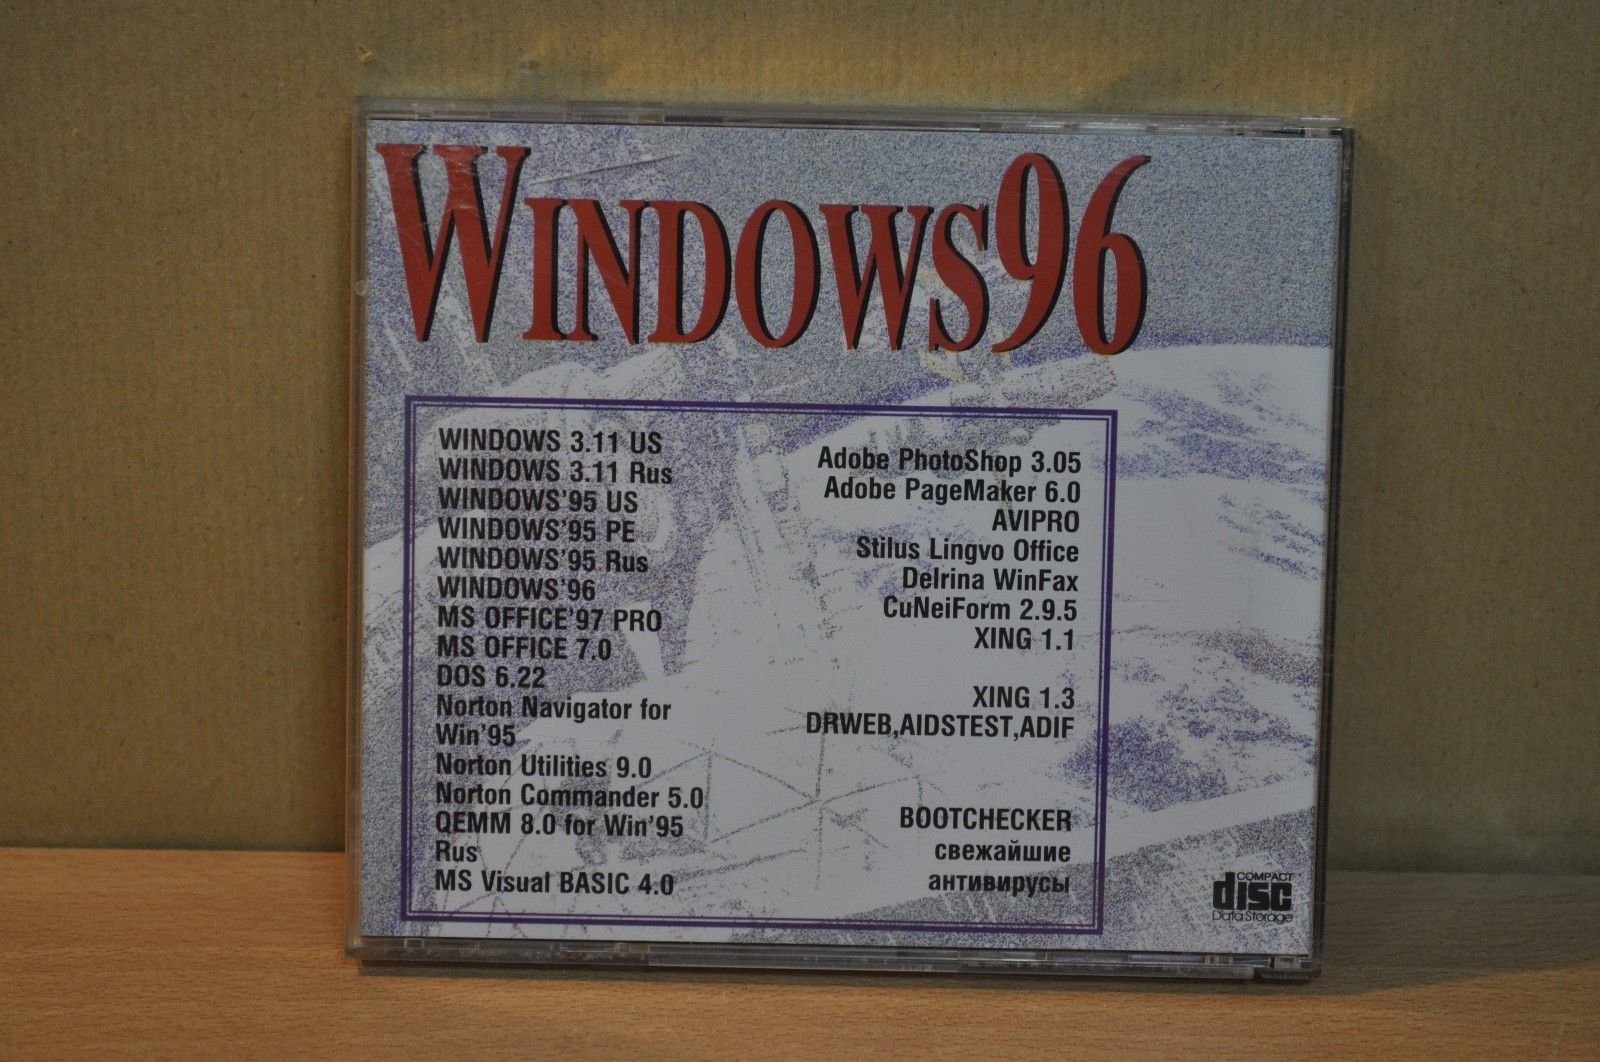 WINDOWS96
WINDOWS 3.11 US
WINDOWS 3.11 Rus
WINDOWS'95 US
WINDOWS'95 PE
WINDOWS'95 Rus
WINDOWS'96
MS OFFICE'97 PRO
MS OFFICE 7.0
DOS 6.22
Norton Navigator for
Win'95
Norton Utilities 9.0
Norton Commander 5.0
QEMM 8.0 for Win'95
Rus
MS Visual BASIC 4.0
Adobe PhotoShop 3.05
Adobe PageMaker 6.0
AVIPRO
Stilus Lingvo Office
Delrina WinFax
CuNeiForm 2.9.5
XING 1.1
XING 1.3
DRWEB,AIDSTEST,ADIF
BOOTCHECKER
свежайшие
антивирусы
COMPACT
disc
Data Storage